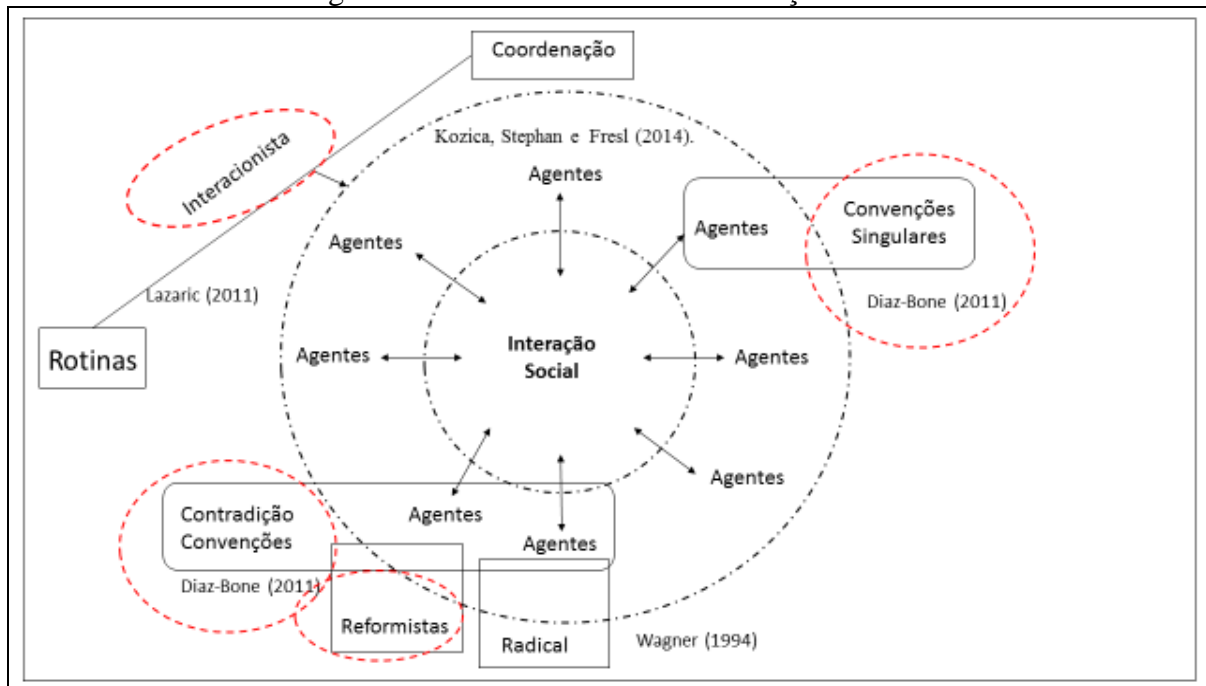 Coordenação
Kozica, Stephan e Fresl (2014).
Interacionista
Agentes
Convenções
Singulares
Agentes
Agentes
Lazaric (2011)
Diaz-Bone (2011)
Rotinas
Interação
Social
Agentes
Agentes
Agentes
Contradição
Convenções
Agentes
Agentes
Diaz-Bone (2011)
Reformistas
Radical
Wagner (1994)